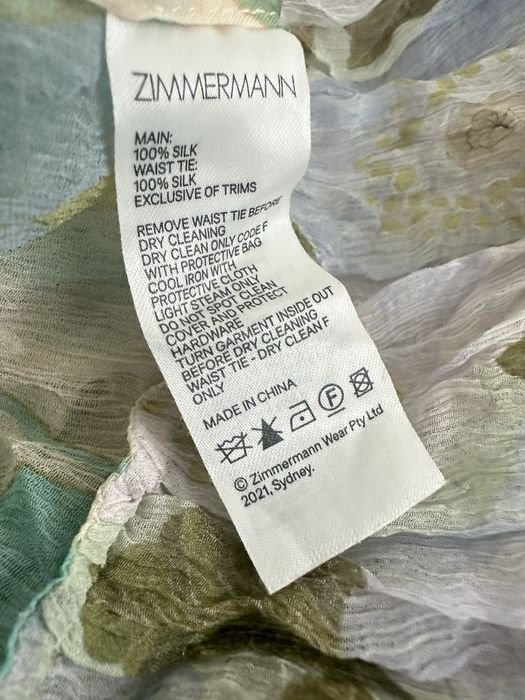 ZIMMERMANN
MAIN:
100% SILK
WAIST TIE:
100% SILK
EXCLUSIVE OF TRIMS
REMOVE WAIST TIE BEFORE
DRY CLEANING
DRY CLEAN ONLY CODE F
WITH PROTECTIVE BAG
COOL IRON WITH
PROTECTIVE CLOTH
LIGHT STEAM ONLY
DO NOT SPOT CLEAN
COVER AND PROTECT
HARDWARE
TURN GARMENT INSIDE OUT
BEFORE DRY CLEANING
WAIST TIE - DRY CLEAN F
ONLY
MADE IN CHINA
F
© Zimmermann Wear Pty Ltd
2021, Sydney.